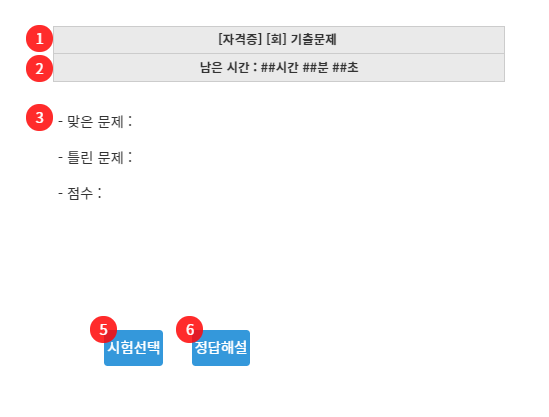 1 [자격증] [회] 기출문제
2 남은 시간 : ##시간 ##분 ##초
3 - 맞은 문제 :
- 틀린 문제 :
- 점수 :
5 6
시험선택 정답해설